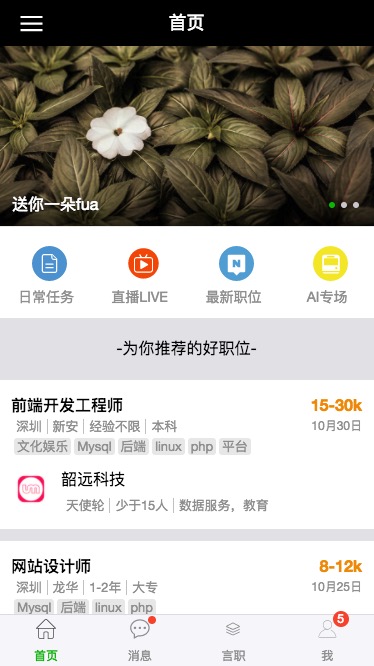 首页
送你一朵fua
日常任务 直播LIVE 最新职位 AI专场
-为你推荐的好职位-
前端开发工程师 15-30k
深圳 新安 经验不限 本科 10月30日
文化娱乐 Mysql 后端 linux php 平台
韶远科技
天使轮 少于15人 数据服务，教育
网站设计师 8-12k
深圳 龙华 1-2年 大专 10月25日
Mysql 后端 linux php
5
首页 消息 言职 我